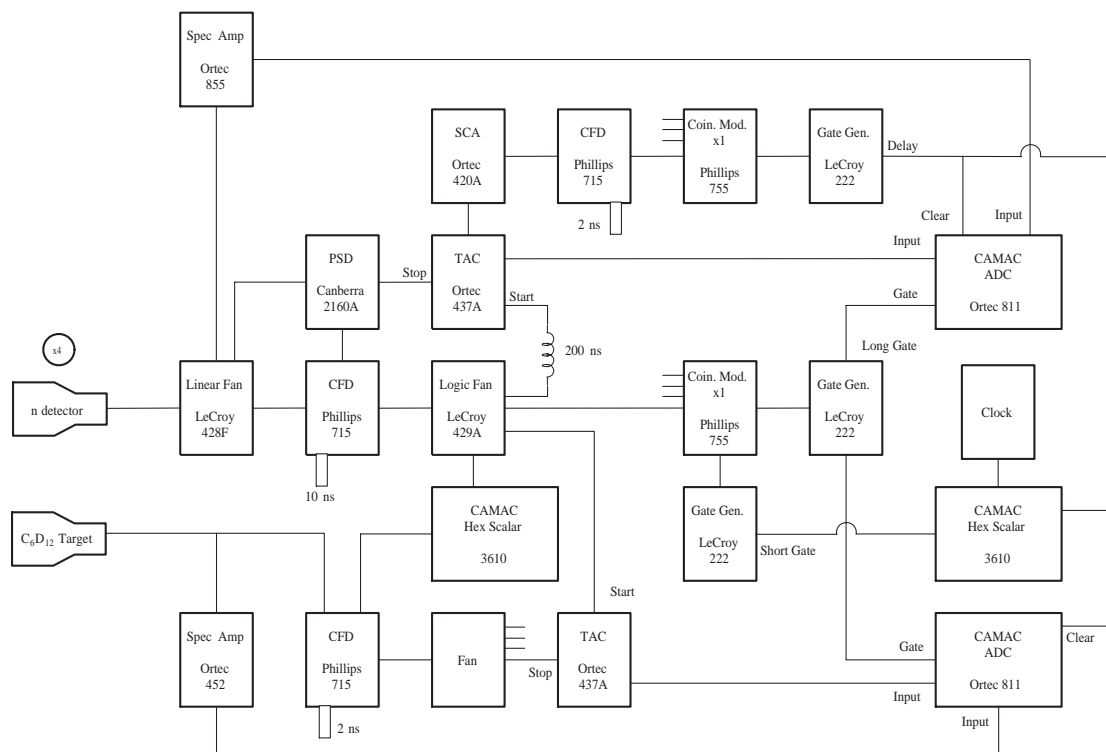 Spec Amp
Ortec
855
SCA
Ortec
420A
CFD
Phillips
715
2 ns
Coin. Mod.
x1
Phillips
755
Gate Gen.
LeCroy
222
Delay
Clear
Input
PSD
Canberra
2160A
Stop
TAC
Ortec
437A
Start
200 ns
Input
CAMAC
ADC
Ortec 811
Gate
Long Gate
x4
n detector
Linear Fan
LeCroy
428F
CFD
Phillips
715
10 ns
Logic Fan
LeCroy
429A
Coin. Mod.
x1
Phillips
755
Gate Gen.
LeCroy
222
Clock
C₆D₁₂ Target
CAMAC
Hex Scalar
3610
Gate Gen.
LeCroy
222
Short Gate
CAMAC
Hex Scalar
3610
Start
Spec Amp
Ortec
452
CFD
Phillips
715
2 ns
Fan
Stop
TAC
Ortec
437A
Gate
Input
CAMAC
ADC
Ortec 811
Clear
Input